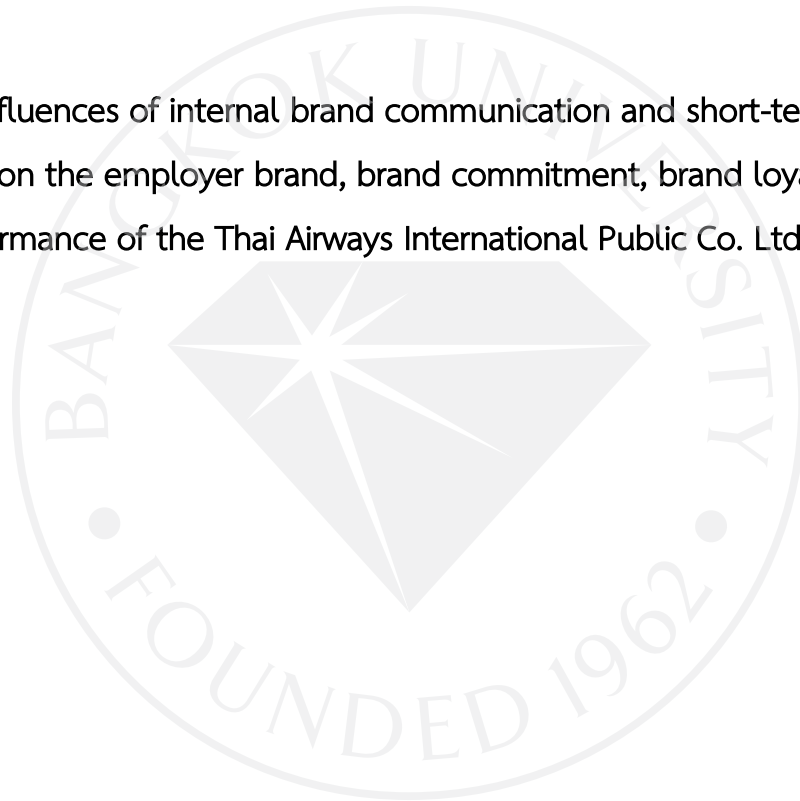 fluences of internal brand communication and short-te
on the employer brand, brand commitment, brand loya
rmance of the Thai Airways International Public Co. Ltd
BANGKOK UNIVERSITY
FOUNDED 1962